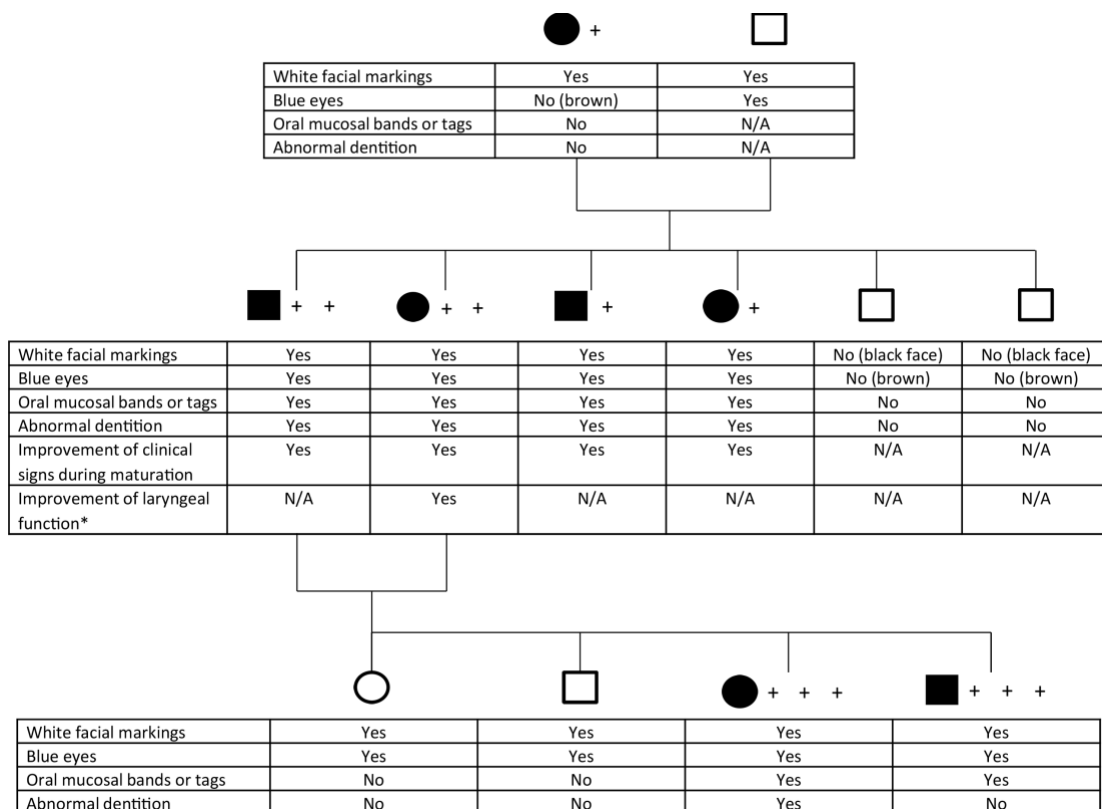 +
White facial markings Yes Yes
Blue eyes No (brown) Yes
Oral mucosal bands or tags No N/A
Abnormal dentition No N/A
+ + + + + +
White facial markings Yes Yes Yes Yes No (black face) No (black face)
Blue eyes Yes Yes Yes Yes No (brown) No (brown)
Oral mucosal bands or tags Yes Yes Yes Yes No No
Abnormal dentition Yes Yes Yes Yes No No
Improvement of clinical Yes Yes Yes Yes N/A N/A
signs during maturation
Improvement of laryngeal N/A Yes N/A N/A N/A N/A
function*
+ + + + + +
White facial markings Yes Yes Yes Yes
Blue eyes Yes Yes Yes Yes
Oral mucosal bands or tags No No Yes Yes
Abnormal dentition No No Yes No